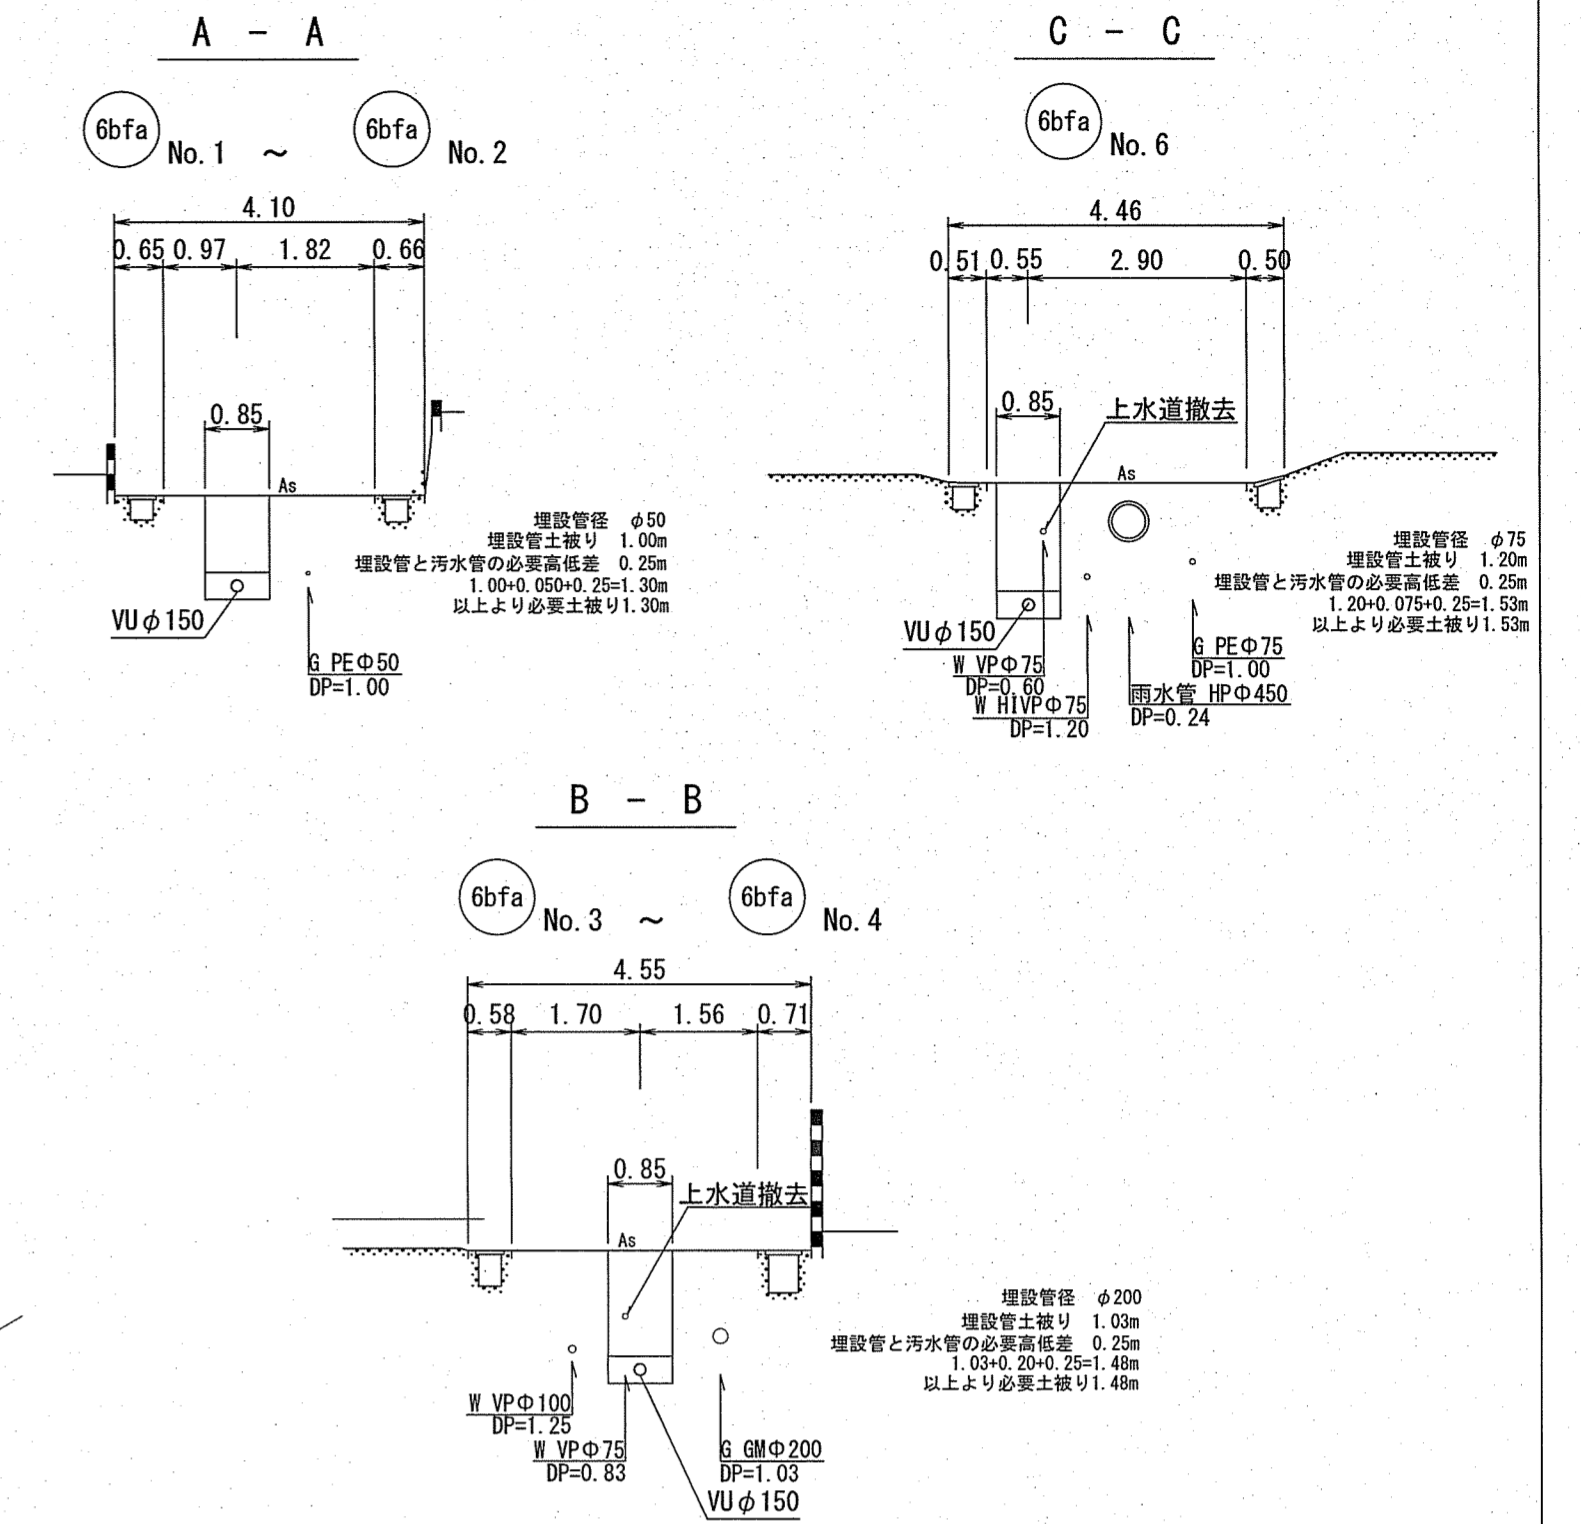 A - A
6bfa No.1 ～ 6bfa No.2
4.10
0.65 0.97 1.82 0.66
0.85
As
VUφ150
G PEΦ50
DP=1.00
埋設管径 φ50
埋設管土被り 1.00m
埋設管と汚水管の必要高低差 0.25m
1.00+0.050+0.25=1.30m
以上より必要土被り1.30m
C - C
6bfa No.6
4.46
0.51 0.55 2.90 0.50
0.85
上水道撤去
As
VUφ150
W VPΦ75
DP=0.60
W HIVPΦ75
DP=1.20
雨水管 HPΦ450
DP=0.24
G PEΦ75
DP=1.00
埋設管径 φ75
埋設管土被り 1.20m
埋設管と汚水管の必要高低差 0.25m
1.20+0.075+0.25=1.53m
以上より必要土被り1.53m
B - B
6bfa No.3 ～ 6bfa No.4
4.55
0.58 1.70 1.56 0.71
0.85
上水道撤去
As
W VPΦ100
DP=1.25
W VPΦ75
DP=0.83
G GMΦ200
DP=1.03
VUφ150
埋設管径 φ200
埋設管土被り 1.03m
埋設管と汚水管の必要高低差 0.25m
1.03+0.20+0.25=1.48m
以上より必要土被り1.48m